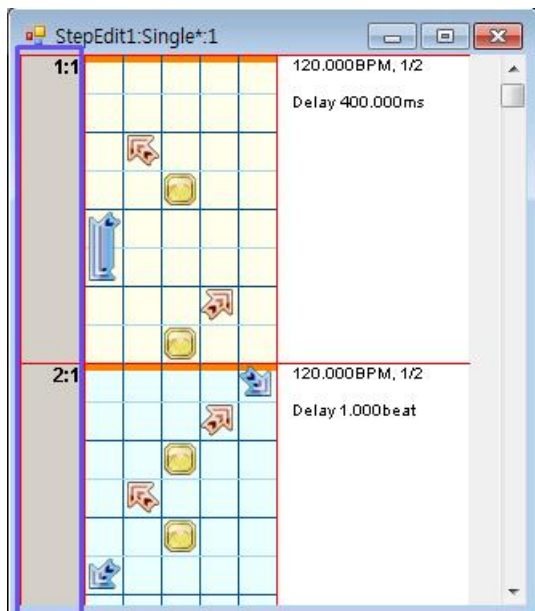 StepEdit1:Single*:1
1:1
120.000BPM, 1/2
Delay 400.000ms
2:1
120.000BPM, 1/2
Delay 1.000beat